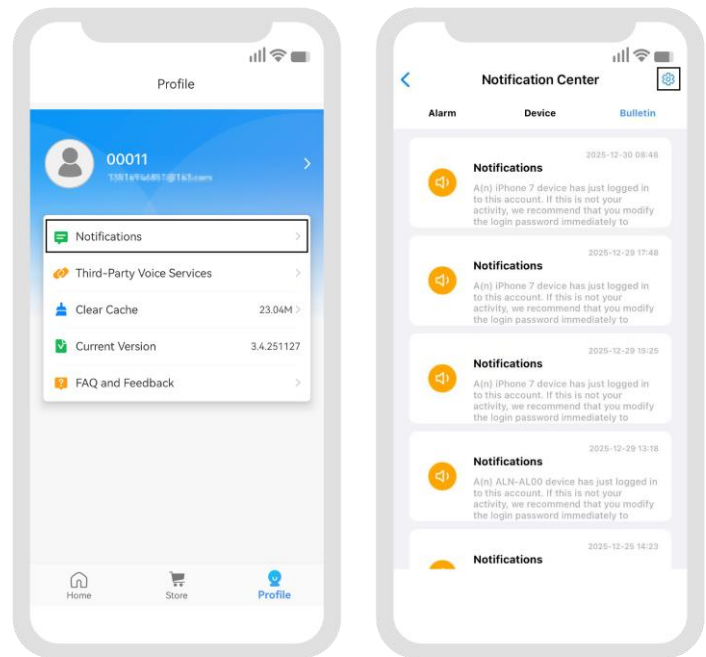 Profile
00011
Notifications
Third-Party Voice Services
Clear Cache 23.04M
Current Version 3.4.251127
FAQ and Feedback
Home Store Profile
Notification Center
Alarm Device Bulletin
2025-12-30 08:46
Notifications
A(n) iPhone 7 device has just logged in
to this account. If this is not your
activity, we recommend that you modify
the login password immediately to
2025-12-29 17:48
Notifications
A(n) iPhone 7 device has just logged in
to this account. If this is not your
activity, we recommend that you modify
the login password immediately to
2025-12-29 15:25
Notifications
A(n) iPhone 7 device has just logged in
to this account. If this is not your
activity, we recommend that you modify
the login password immediately to
2025-12-29 13:18
Notifications
A(n) ALN-AL00 device has just logged in
to this account. If this is not your
activity, we recommend that you modify
the login password immediately to
2025-12-25 14:23
Notifications